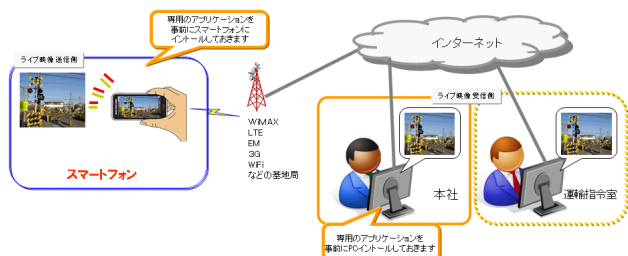 専用のアプリケーションを
事前にスマートフォンに
イントールしておきます
ライブ映像送信側
スマートフォン
WiMAX
LTE
EM
3G
WiFi
などの基地局
インターネット
ライブ映像受信側
本社
運輸指令室
専用のアプリケーションを
事前にPCイントールしておきます